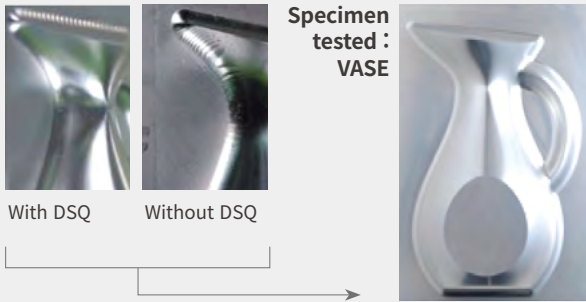 Specimen
tested :
VASE
With DSQ
Without DSQ